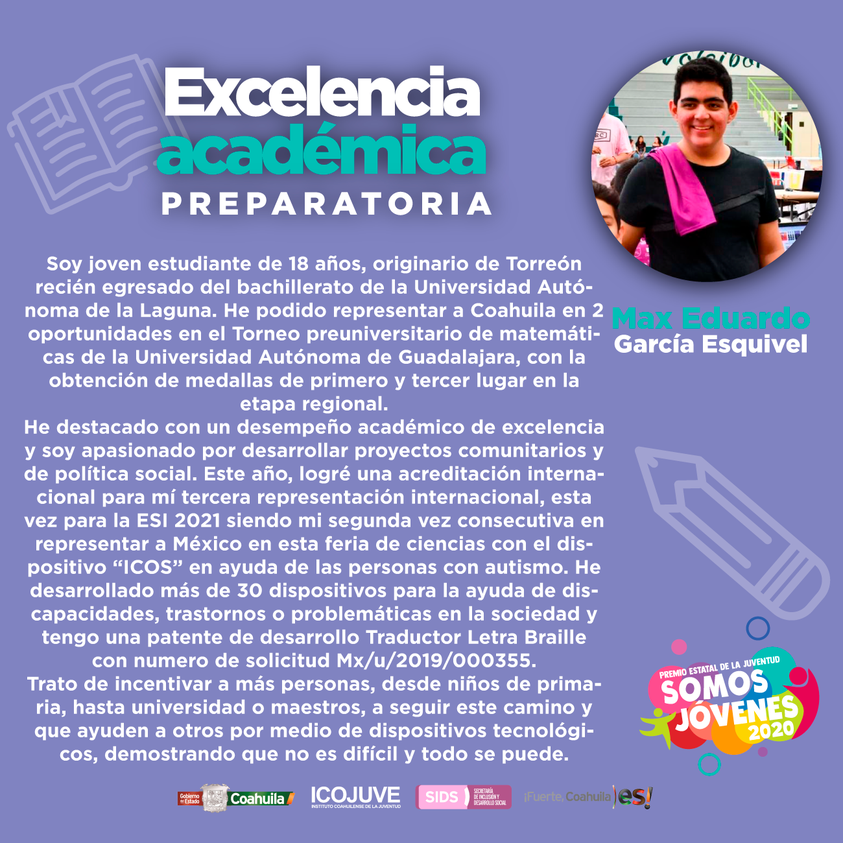 Excelencia
académica
PREPARATORIA
Soy joven estudiante de 18 años, originario de Torreón
recién egresado del bachillerato de la Universidad Autó-
noma de la Laguna. He podido representar a Coahuila en 2
oportunidades en el Torneo preuniversitario de matemáti-
cas de la Universidad Autónoma de Guadalajara, con la
obtención de medallas de primero y tercer lugar en la
etapa regional.
He destacado con un desempeño académico de excelencia
y soy apasionado por desarrollar proyectos comunitarios y
de política social. Este año, logré una acreditación interna-
cional para mí tercera representación internacional, esta
vez para la ESI 2021 siendo mi segunda vez consecutiva en
representar a México en esta feria de ciencias con el dis-
positivo “ICOS” en ayuda de las personas con autismo. He
desarrollado más de 30 dispositivos para la ayuda de dis-
capacidades, trastornos o problemáticas en la sociedad y
tengo una patente de desarrollo Traductor Letra Braille
con numero de solicitud Mx/u/2019/000355.
Trato de incentivar a más personas, desde niños de prima-
ria, hasta universidad o maestros, a seguir este camino y
que ayuden a otros por medio de dispositivos tecnológi-
cos, demostrando que no es difícil y todo se puede.
Max Eduardo
García Esquivel
PREMIO ESTATAL DE LA JUVENTUD
SOMOS
JÓVENES
2020
Gobierno
de Estado
Coahuila
ICOJUVE
INSTITUTO COAHUILENSE DE LA JUVENTUD
SIDS
SECRETARÍA
DE INCLUSIÓN Y
DESARROLLO SOCIAL
¡Fuerte, Coahuila es!